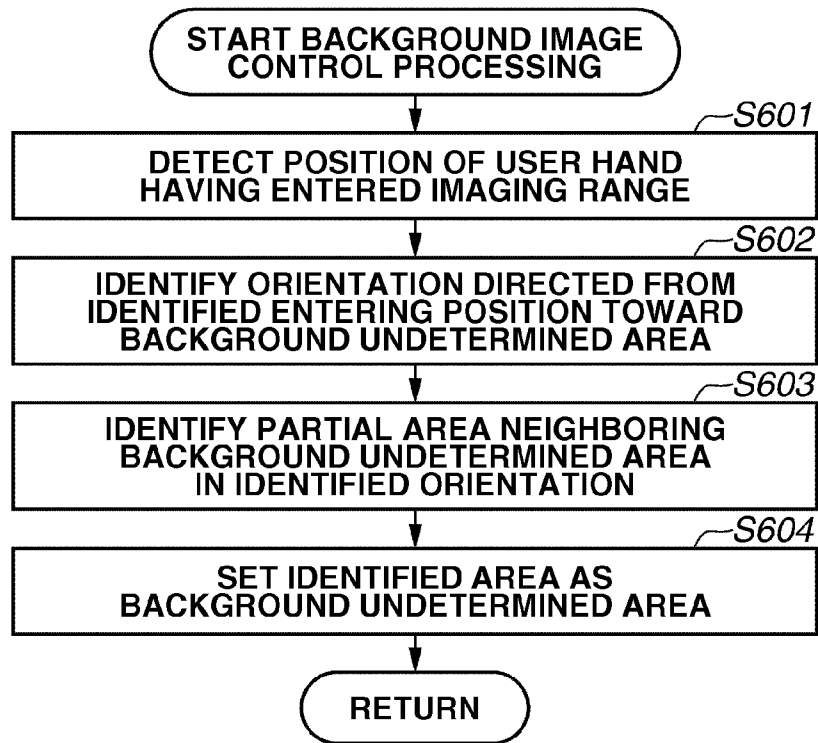 START BACKGROUND IMAGE
CONTROL PROCESSING
S601
DETECT POSITION OF USER HAND
HAVING ENTERED IMAGING RANGE
S602
IDENTIFY ORIENTATION DIRECTED FROM
IDENTIFIED ENTERING POSITION TOWARD
BACKGROUND UNDETERMINED AREA
S603
IDENTIFY PARTIAL AREA NEIGHBORING
BACKGROUND UNDETERMINED AREA
IN IDENTIFIED ORIENTATION
S604
SET IDENTIFIED AREA AS
BACKGROUND UNDETERMINED AREA
RETURN